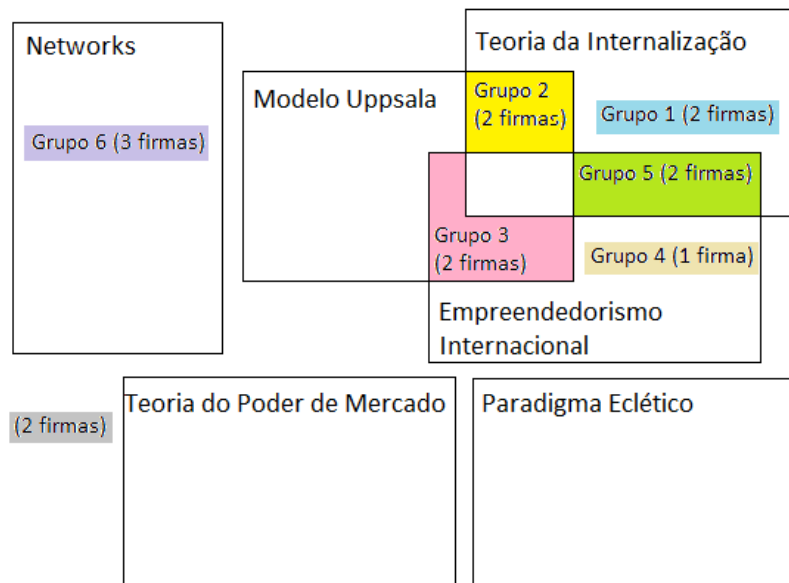 Networks
Grupo 6 (3 firmas)
Modelo Uppsala
Teoria da Internalização
Grupo 2
(2 firmas)
Grupo 1 (2 firmas)
Grupo 5 (2 firmas)
Grupo 3
(2 firmas)
Grupo 4 (1 firma)
Empreendedorismo
Internacional
(2 firmas)
Teoria do Poder de Mercado
Paradigma Eclético